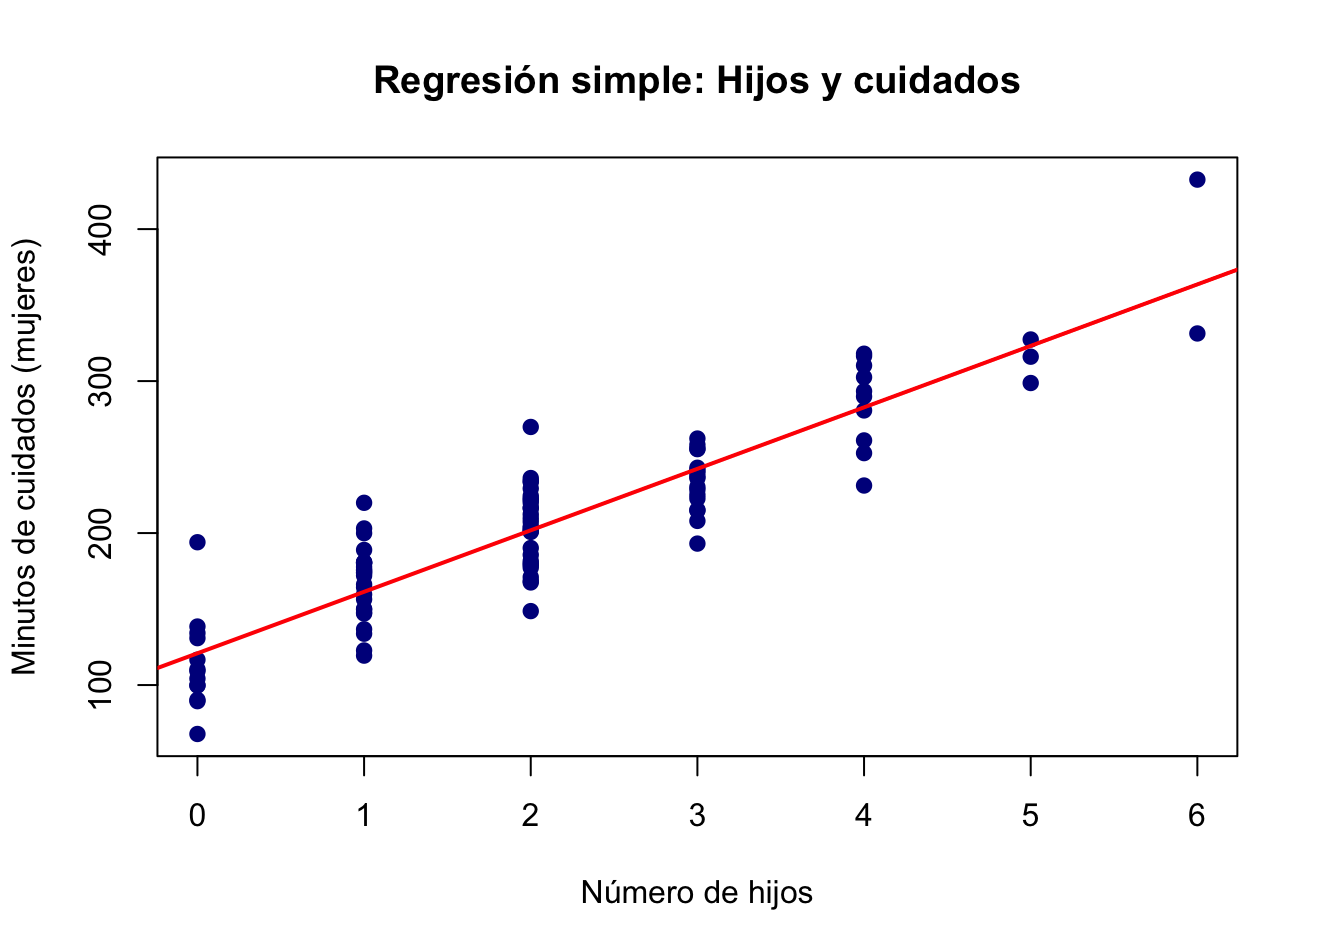 Regresión simple: Hijos y cuidados
Minutos de cuidados (mujeres)
400
300
200
100
0 1 2 3 4 5 6
Número de hijos